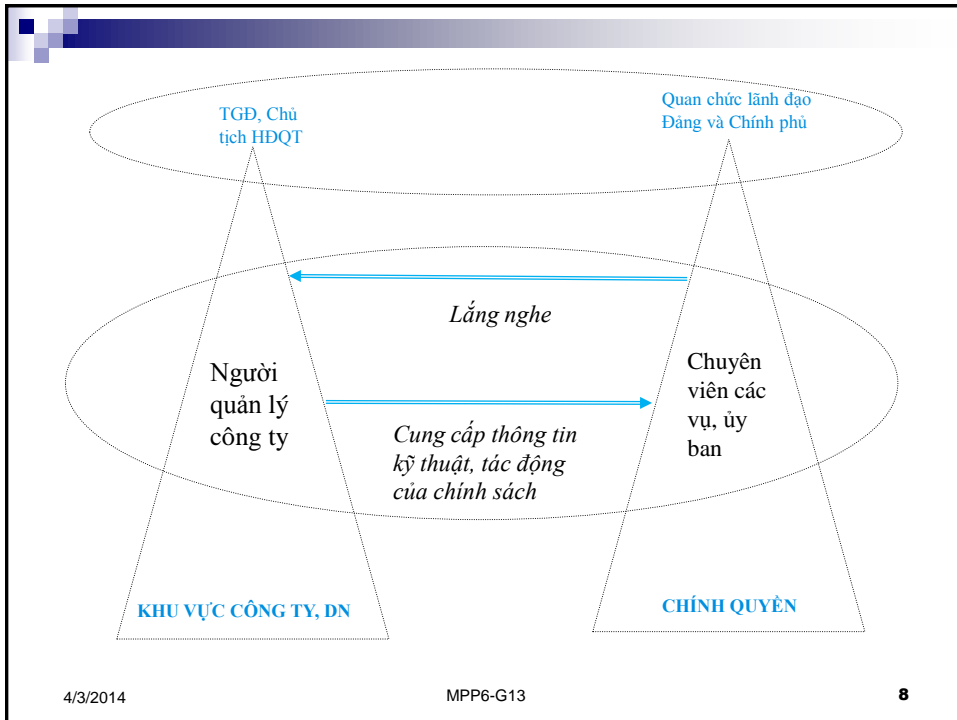 TGĐ, Chủ
tịch HĐQT
Quan chức lãnh đạo
Đảng và Chính phủ
Lắng nghe
Người
quản lý
công ty
Chuyên
viên các
vụ, ủy
ban
Cung cấp thông tin
kỹ thuật, tác động
của chính sách
KHU VỰC CÔNG TY, DN
CHÍNH QUYỀN
4/3/2014
MPP6-G13
8